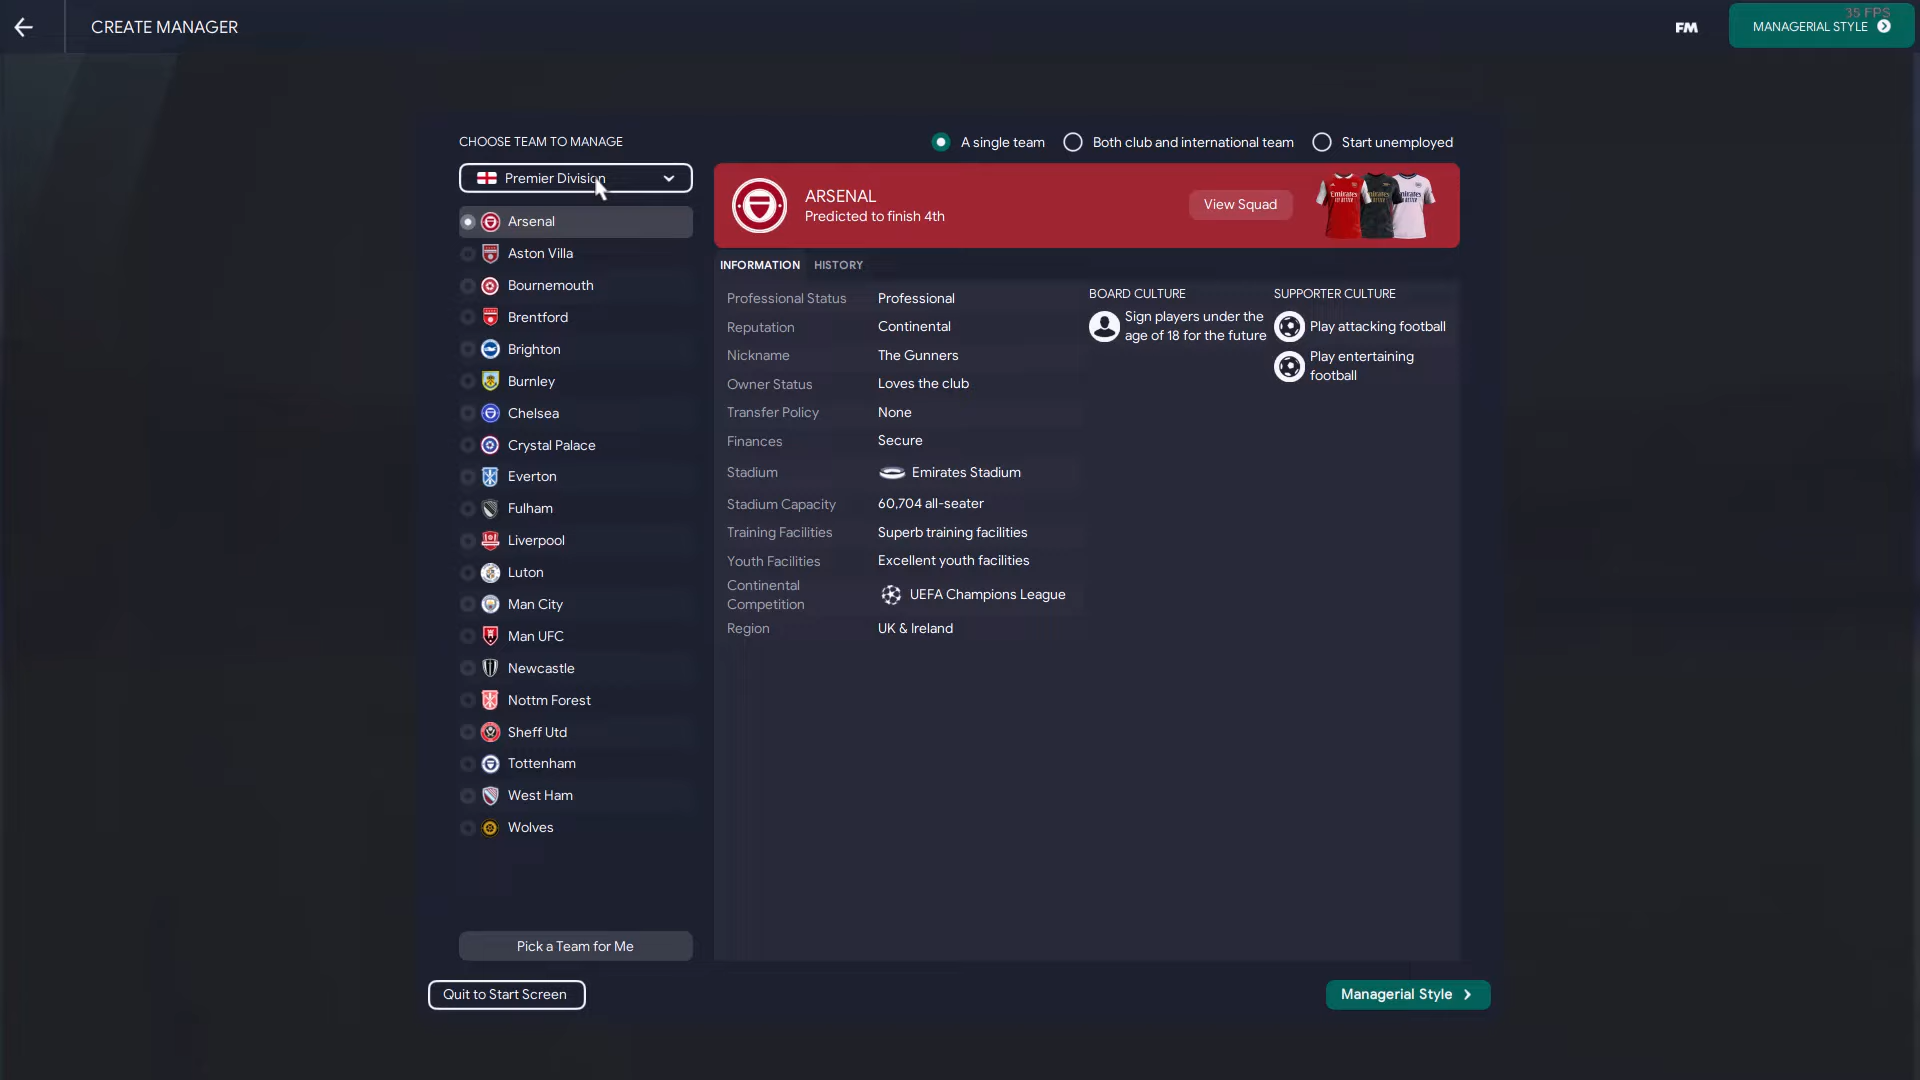 CREATE MANAGER
FM
35 FPS
MANAGERIAL STYLE
CHOOSE TEAM TO MANAGE
A single team
Both club and international team
Start unemployed
Premier Division
Arsenal
Aston Villa
Bournemouth
Brentford
Brighton
Burnley
Chelsea
Crystal Palace
Everton
Fulham
Liverpool
Luton
Man City
Man UFC
Newcastle
Nottm Forest
Sheff Utd
Tottenham
West Ham
Wolves
Pick a Team for Me
ARSENAL
Predicted to finish 4th
View Squad
Emirates
Emirates
INFORMATION HISTORY
Professional Status Professional
Reputation Continental
Nickname The Gunners
Owner Status Loves the club
Transfer Policy None
Finances Secure
Stadium Emirates Stadium
Stadium Capacity 60,704 all-seater
Training Facilities Superb training facilities
Youth Facilities Excellent youth facilities
Continental
Competition
UEFA Champions League
Region UK & Ireland
BOARD CULTURE
Sign players under the
age of 18 for the future
SUPPORTER CULTURE
Play attacking football
Play entertaining
football
Quit to Start Screen
Managerial Style